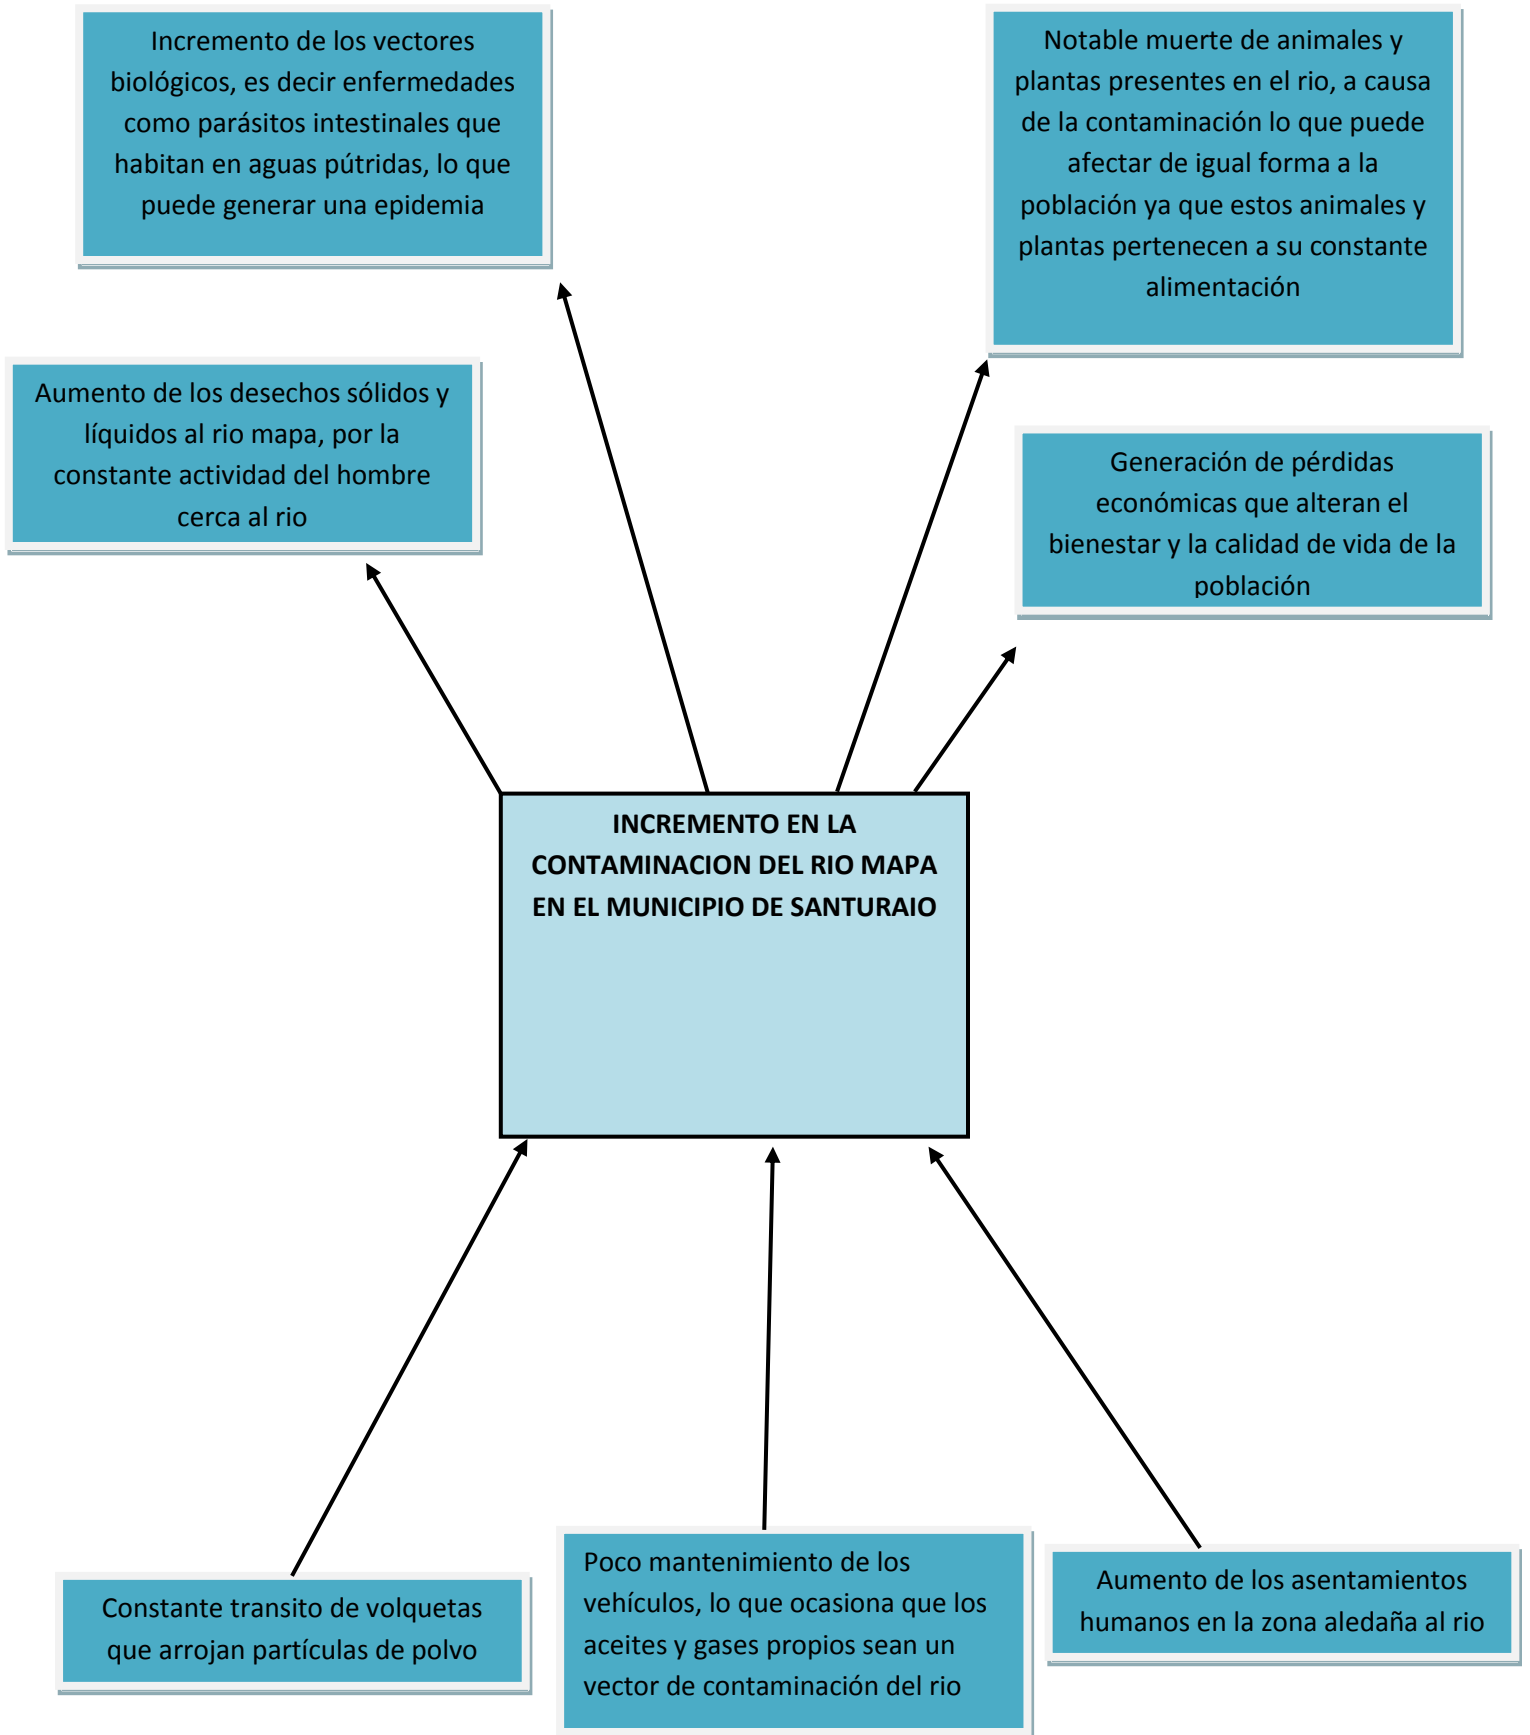 Incremento de los vectores
biológicos, es decir enfermedades
como parásitos intestinales que
habitan en aguas pútridas, lo que
puede generar una epidemia
Notable muerte de animales y
plantas presentes en el rio, a causa
de la contaminación lo que puede
afectar de igual forma a la
población ya que estos animales y
plantas pertenecen a su constante
alimentación
Aumento de los desechos sólidos y
líquidos al rio mapa, por la
constante actividad del hombre
cerca al rio
Generación de pérdidas
económicas que alteran el
bienestar y la calidad de vida de la
población
INCREMENTO EN LA
CONTAMINACION DEL RIO MAPA
EN EL MUNICIPIO DE SANTURAIO
Constante transito de volquetas
que arrojan partículas de polvo
Poco mantenimiento de los
vehículos, lo que ocasiona que los
aceites y gases propios sean un
vector de contaminación del rio
Aumento de los asentamientos
humanos en la zona aledaña al rio